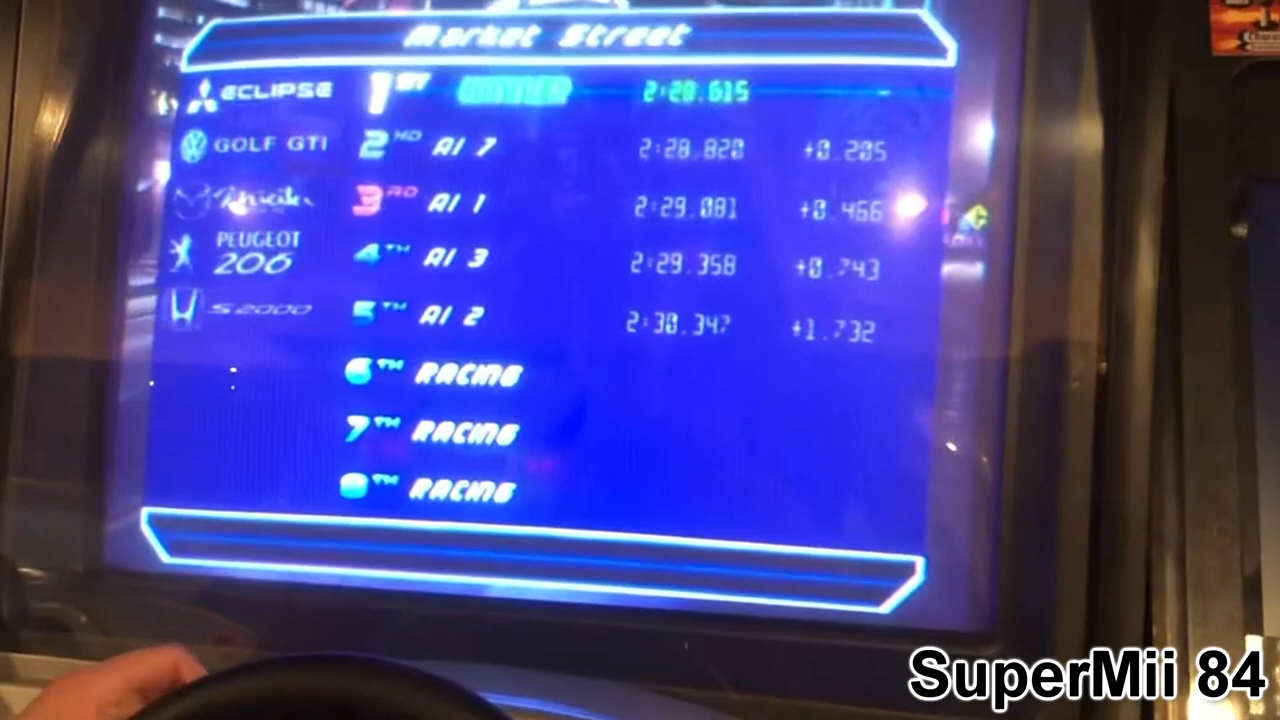 Market Street
ECLIPSE 1ST 2:28.615
GOLF GTI 2ND AI 7 2:28.820 +0.205
Miata 3RD AI 1 2:29.081 +0.466
PEUGEOT 206 4TH AI 3 2:29.358 +0.743
S2000 5TH AI 2 2:30.347 +1.732
6TH RACING
7TH RACING
8TH RACING
SuperMii 84